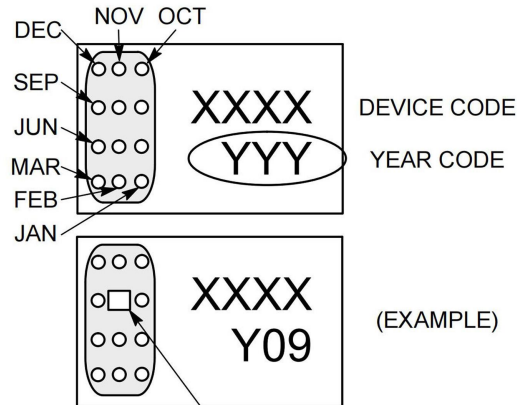 DEC NOV OCT
SEP
JUN
MAR
FEB
JAN
XXXX DEVICE CODE
YYY YEAR CODE
XXXX
Y09
(EXAMPLE)